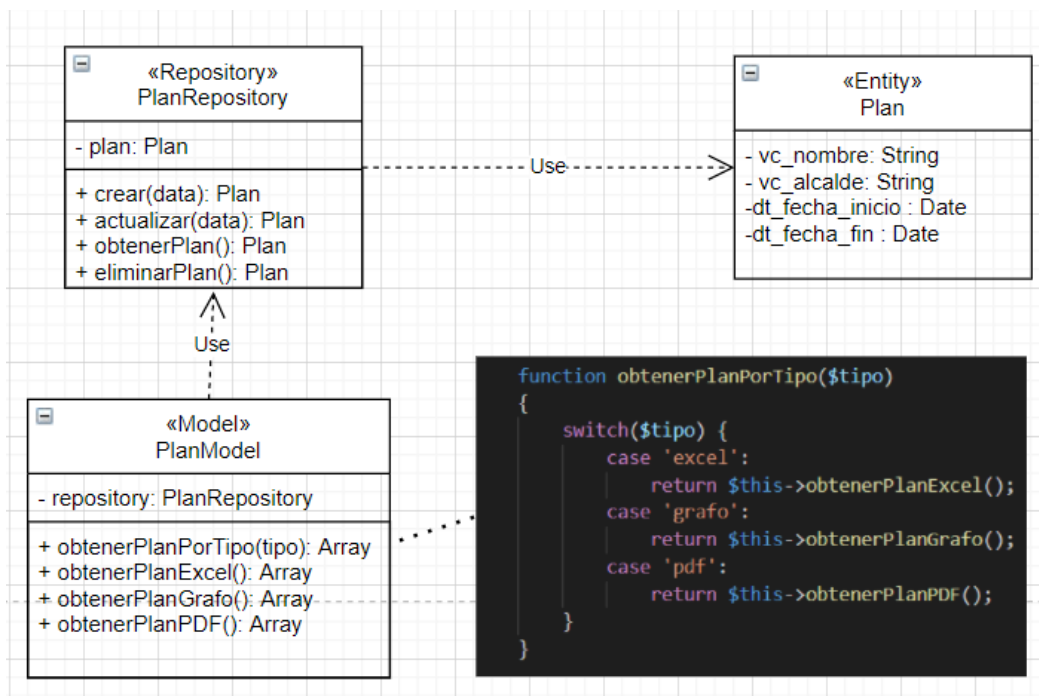 «Repository»
PlanRepository
- plan: Plan
+ crear(data): Plan
+ actualizar(data): Plan
+ obtenerPlan(): Plan
+ eliminarPlan(): Plan
Use
«Entity»
Plan
- vc_nombre: String
- vc_alcalde: String
-dt_fecha_inicio : Date
-dt_fecha_fin : Date
Use
«Model»
PlanModel
- repository: PlanRepository
+ obtenerPlanPorTipo(tipo): Array
+ obtenerPlanExcel(): Array
+ obtenerPlanGrafo(): Array
+ obtenerPlanPDF(): Array
function obtenerPlanPorTipo($tipo)
{
switch($tipo) {
case 'excel':
return $this->obtenerPlanExcel();
case 'grafo':
return $this->obtenerPlanGrafo();
case 'pdf':
return $this->obtenerPlanPDF();
}
}